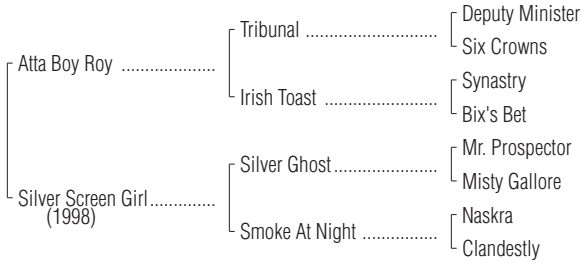 Deputy Minister
Tribunal ..................................
Six Crowns
Atta Boy Roy ........................
Synastry
Irish Toast .............................
Bix's Bet
Mr. Prospector
Silver Ghost..........................
Misty Gallore
Silver Screen Girl................
(1998)
Naskra
Smoke At Night ...................
Clandestly